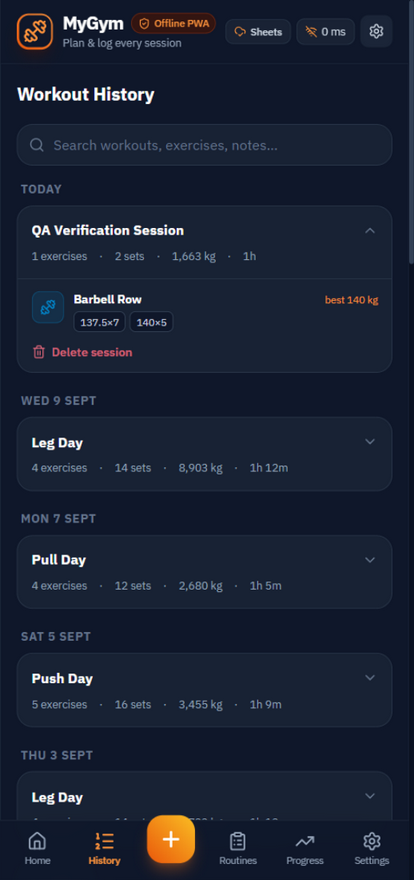 MyGym
Offline PWA
Plan & log every session
Sheets
0 ms
Workout History
Search workouts, exercises, notes...
TODAY
QA Verification Session
1 exercises · 2 sets · 1,663 kg · 1h
Barbell Row
best 140 kg
137.5×7
140×5
Delete session
WED 9 SEPT
Leg Day
4 exercises · 14 sets · 8,903 kg · 1h 12m
MON 7 SEPT
Pull Day
4 exercises · 12 sets · 2,680 kg · 1h 5m
SAT 5 SEPT
Push Day
5 exercises · 16 sets · 3,455 kg · 1h 9m
THU 3 SEPT
Leg Day
Home
History
Routines
Progress
Settings